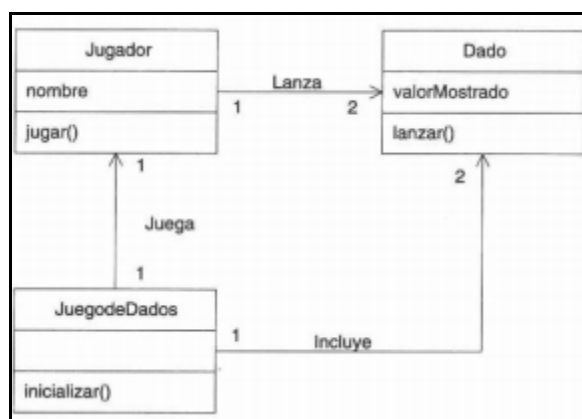 Jugador
nombre
jugar()
Lanza
1
2
Dado
valorMostrado
lanzar()
1
Juega
1
2
JuegodeDados
inicializar()
1
Incluye